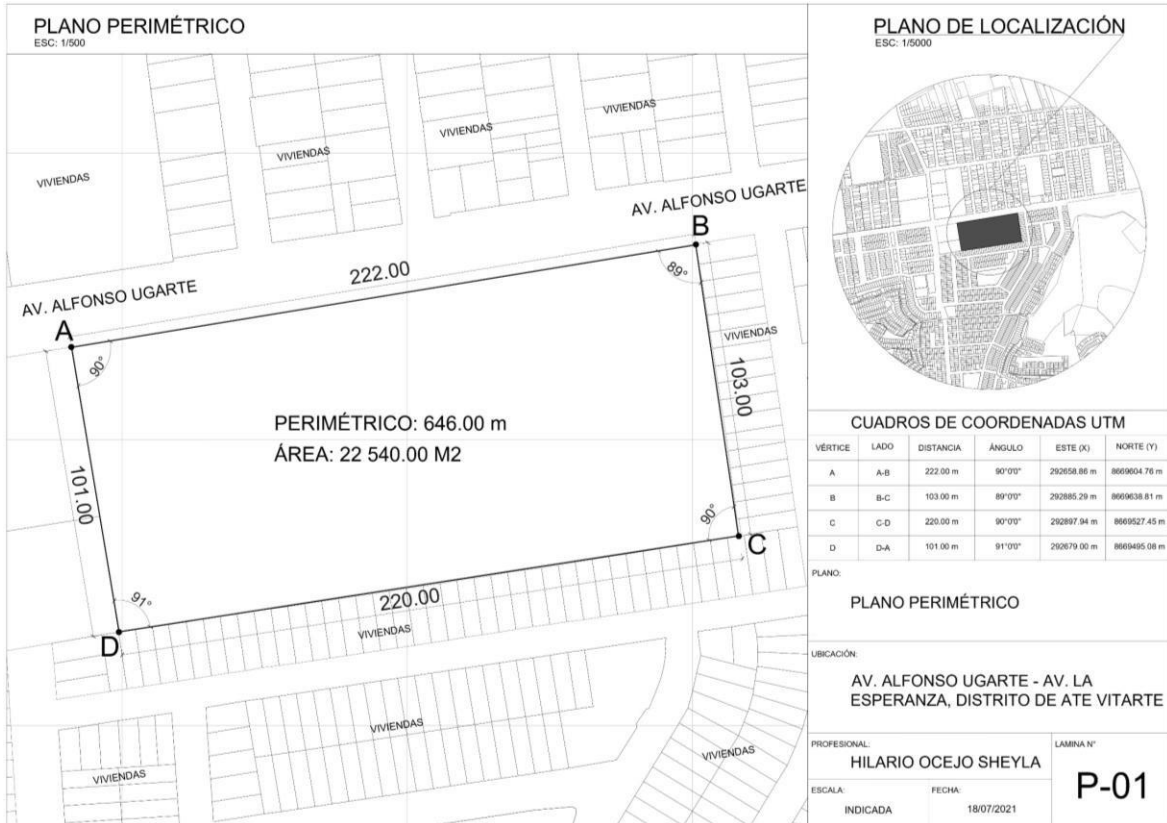 PLANO PERIMÉTRICO
ESC: 1/500
VIVIENDAS
VIVIENDAS
VIVIENDAS
VIVIENDAS
AV. ALFONSO UGARTE
B
AV. ALFONSO UGARTE
222.00
89°
A
90°
VIVIENDAS
103.00
PERIMÉTRICO: 646.00 m
ÁREA: 22 540.00 M2
101.00
90°
C
91°
220.00
D
VIVIENDAS
VIVIENDAS
VIVIENDAS
VIVIENDAS
PLANO DE LOCALIZACIÓN
ESC: 1/5000
CUADROS DE COORDENADAS UTM
VÉRTICE LADO DISTANCIA ÁNGULO ESTE (X) NORTE (Y)
A A-B 222.00 m 90°0'0" 292658.86 m 8669604.76 m
B B-C 103.00 m 89°0'0" 292885.29 m 8669638.81 m
C C-D 220.00 m 90°0'0" 292897.94 m 8669527.45 m
D D-A 101.00 m 91°0'0" 292679.00 m 8669495.08 m
PLANO:
PLANO PERIMÉTRICO
UBICACIÓN:
AV. ALFONSO UGARTE - AV. LA
ESPERANZA, DISTRITO DE ATE VITARTE
PROFESIONAL:
HILARIO OCEJO SHEYLA
LAMINA N°
P-01
ESCALA:
INDICADA
FECHA:
18/07/2021